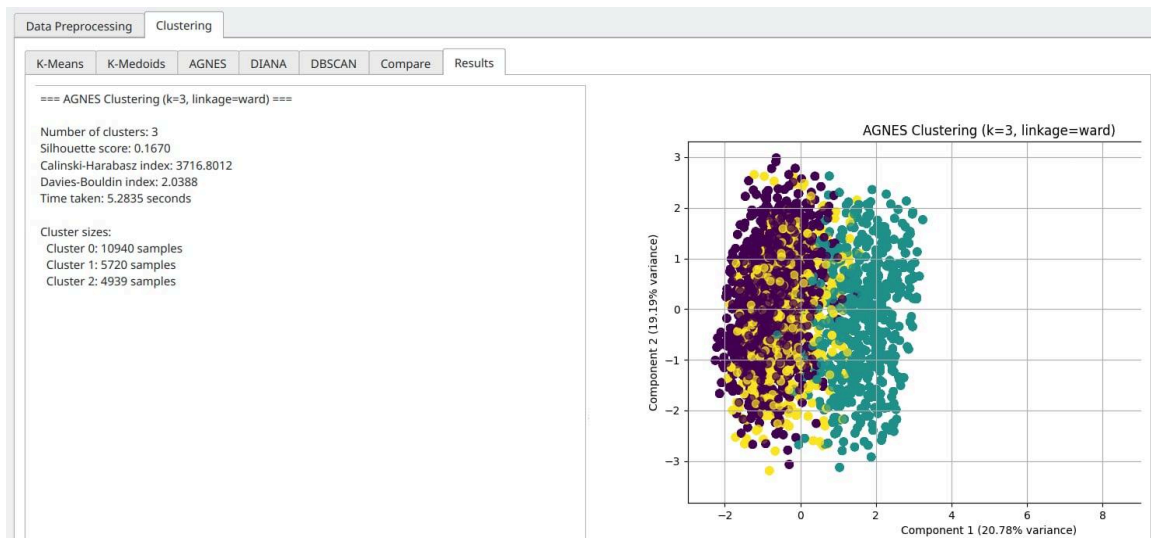 Data Preprocessing Clustering
K-Means K-Medoids AGNES DIANA DBSCAN Compare Results
=== AGNES Clustering (k=3, linkage=ward) ===
Number of clusters: 3
Silhouette score: 0.1670
Calinski-Harabasz index: 3716.8012
Davies-Bouldin index: 2.0388
Time taken: 5.2835 seconds
Cluster sizes:
Cluster 0: 10940 samples
Cluster 1: 5720 samples
Cluster 2: 4939 samples
AGNES Clustering (k=3, linkage=ward)
Component 2 (19.19% variance)
3
2
1
0
−1
−2
−3
−2 0 2 4 6 8
Component 1 (20.78% variance)